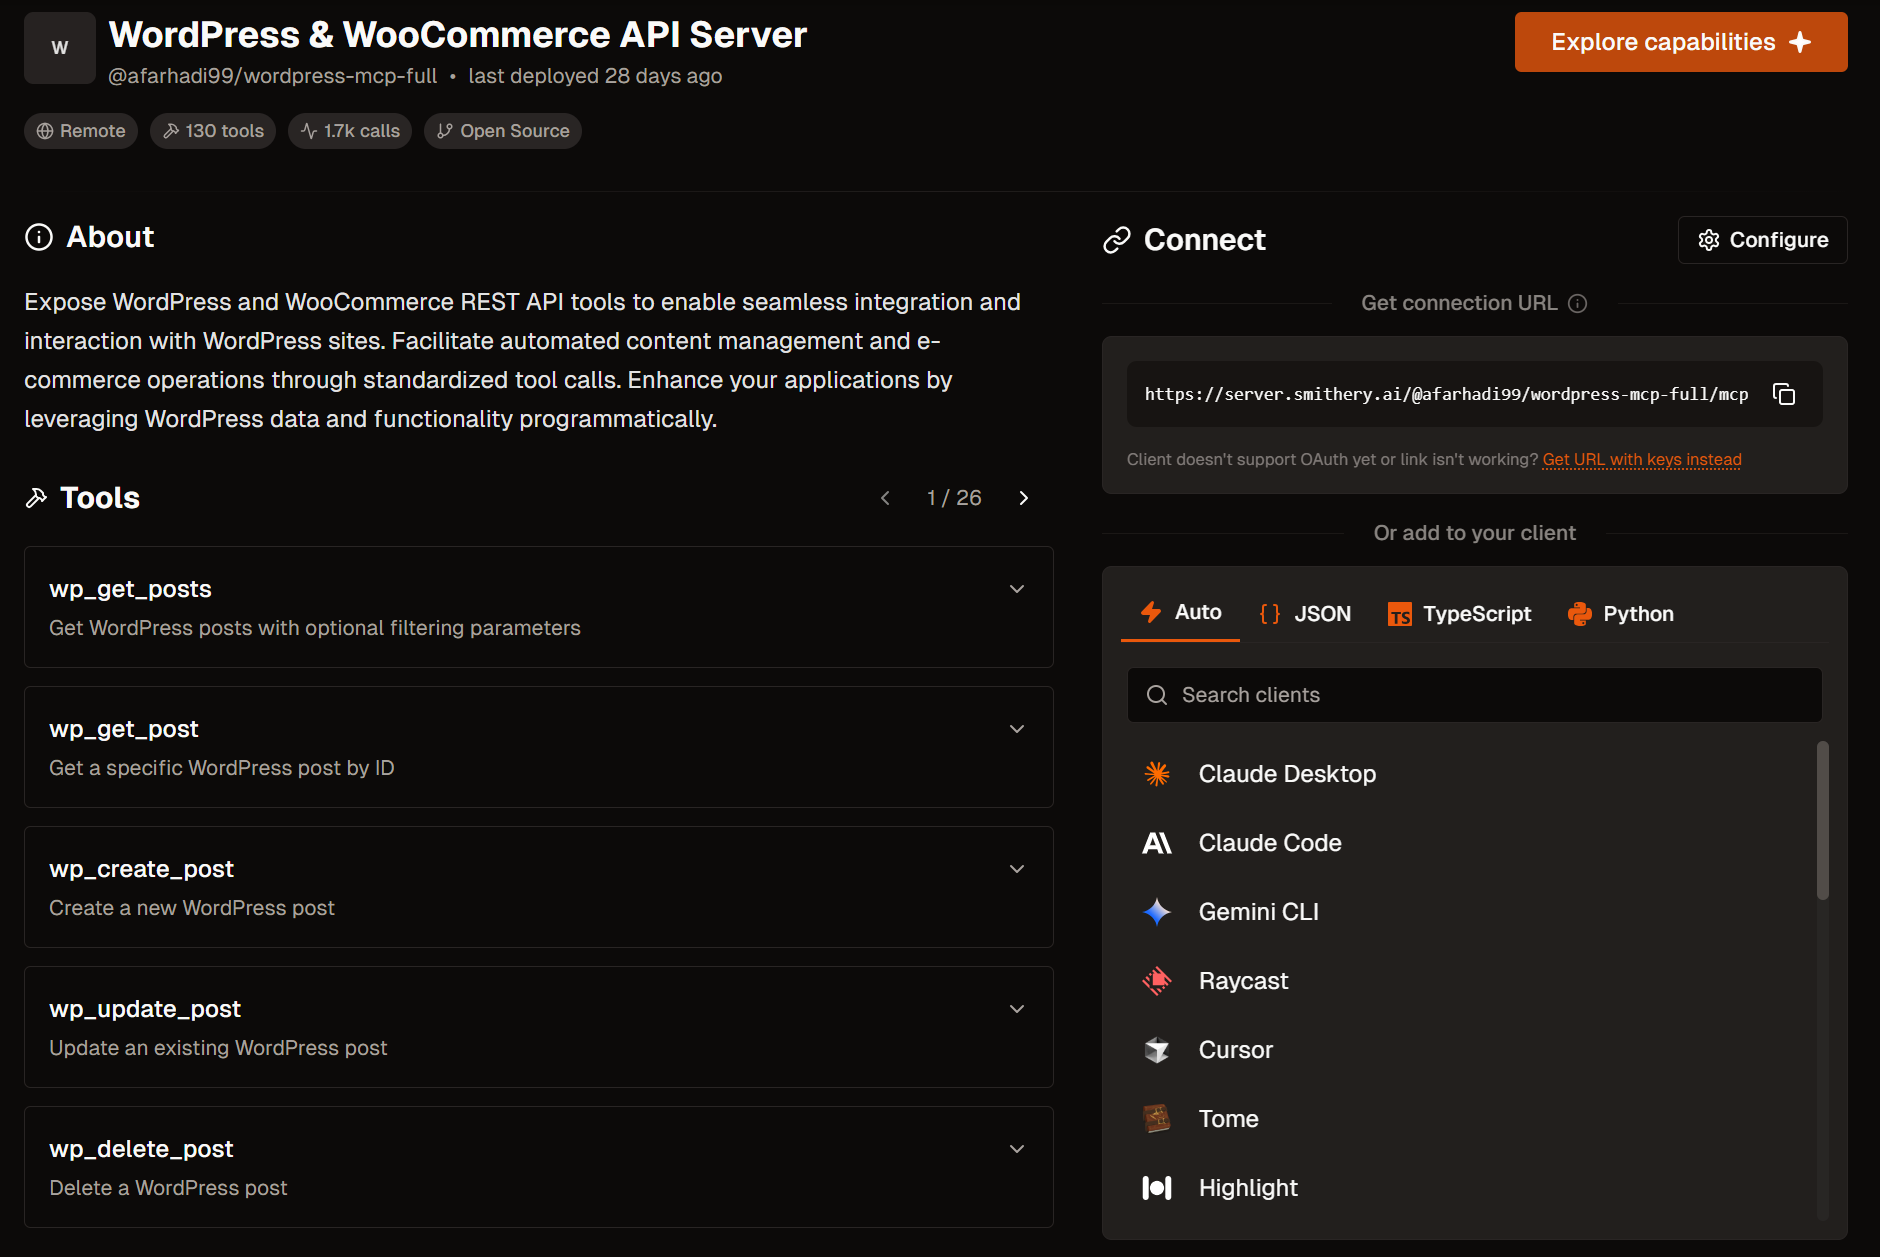 W
WordPress & WooCommerce API Server
@afarhadi99/wordpress-mcp-full • last deployed 28 days ago
Explore capabilities
Remote
130 tools
1.7k calls
Open Source
About
Expose WordPress and WooCommerce REST API tools to enable seamless integration and
interaction with WordPress sites. Facilitate automated content management and e-
commerce operations through standardized tool calls. Enhance your applications by
leveraging WordPress data and functionality programmatically.
Tools
1 / 26
wp_get_posts
Get WordPress posts with optional filtering parameters
wp_get_post
Get a specific WordPress post by ID
wp_create_post
Create a new WordPress post
wp_update_post
Update an existing WordPress post
wp_delete_post
Delete a WordPress post
Connect
Configure
Get connection URL
https://server.smithery.ai/@afarhadi99/wordpress-mcp-full/mcp
Client doesn't support OAuth yet or link isn't working? Get URL with keys instead
Or add to your client
Auto
{} JSON
TS TypeScript
Python
Search clients
Claude Desktop
Claude Code
Gemini CLI
Raycast
Cursor
Tome
Highlight